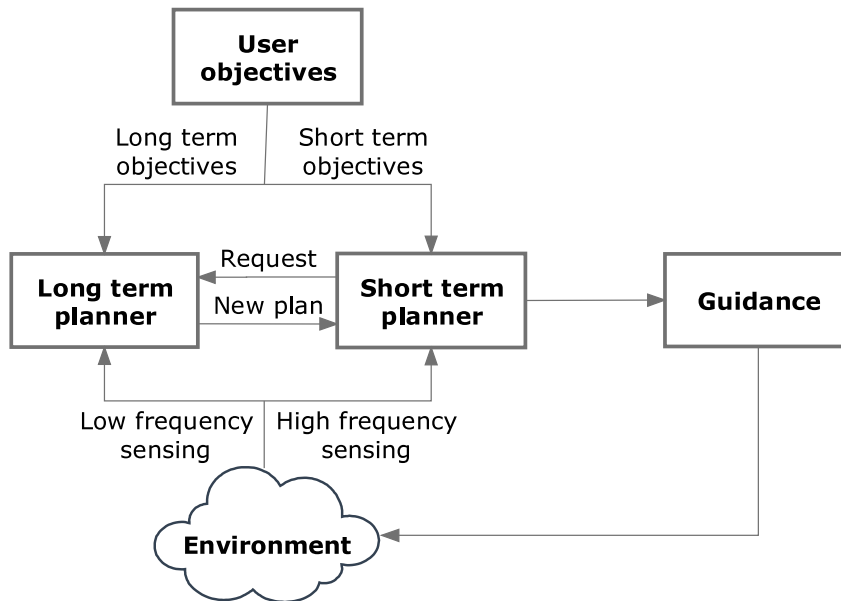 User
objectives
Long term
objectives
Short term
objectives
Long term
planner
Request
New plan
Short term
planner
Guidance
Low frequency
sensing
High frequency
sensing
Environment